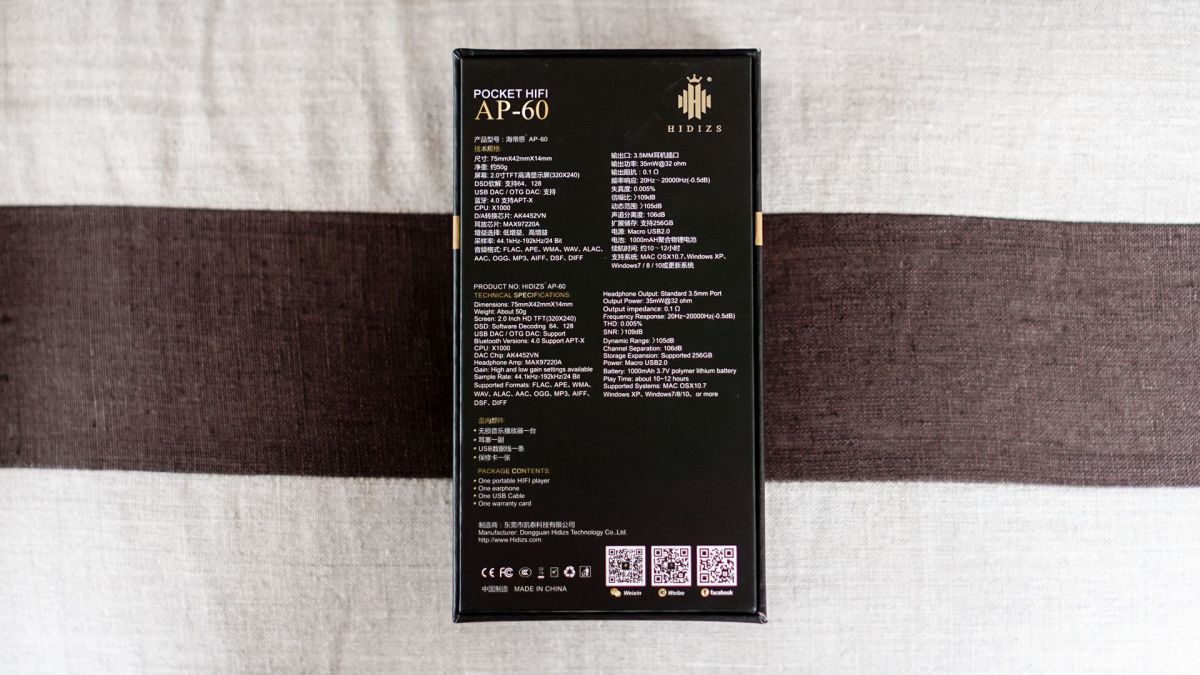 POCKET HIFI
AP-60
HIDIZS
产品型号：海帝思® AP-60
技术规格:
尺寸: 75mmX42mmX14mm
净重: 约50g
屏幕: 2.0寸TFT高清显示屏(320X240)
DSD软解: 支持64、128
USB DAC / OTG DAC: 支持
蓝牙: 4.0 支持APT-X
CPU: X1000
D/A转换芯片: AK4452VN
耳放芯片: MAX97220A
增益选择: 低增益、高增益
采样率: 44.1kHz-192kHz/24 Bit
音频格式: FLAC、APE、WMA、WAV、ALAC、
AAC、OGG、MP3、AIFF、DSF、DIFF
输出口: 3.5MM耳机插口
输出功率: 35mW@32 ohm
输出阻抗: 0.1 Ω
频率响应: 20Hz~20000Hz(-0.5dB)
失真度: 0.005%
信噪比: >109dB
动态范围: >105dB
声道分离度: 106dB
扩展储存: 支持256GB
电源: Macro USB2.0
电池: 1000mAH聚合物锂电池
续航时间: 约10~12小时
支持系统: MAC OSX10.7、Windows XP、
Windows7 / 8 / 10或更新系统
PRODUCT NO: HIDIZS® AP-60
TECHNICAL SPECIFICATIONS:
Dimensions: 75mmX42mmX14mm
Weight: About 50g
Screen: 2.0 Inch HD TFT(320X240)
DSD: Software Decoding 64、128
USB DAC / OTG DAC: Support
Bluetooth Versions: 4.0 Support APT-X
CPU: X1000
DAC Chip: AK4452VN
Headphone Amp: MAX97220A
Gain: High and low gain settings available
Sample Rate: 44.1kHz-192kHz/24 Bit
Supported Formats: FLAC、APE、WMA、
WAV、ALAC、AAC、OGG、MP3、AIFF、
DSF、DIFF
Headphone Output: Standard 3.5mm Port
Output Power: 35mW@32 ohm
Output impedance: 0.1 Ω
Frequency Response: 20Hz~20000Hz(-0.5dB)
THD: 0.005%
SNR: >109dB
Dynamic Range: >105dB
Channel Separation: 106dB
Storage Expansion: Supported 256GB
Power: Macro USB2.0
Battery: 1000mAh 3.7V polymer lithium battery
Play Time: about 10~12 hours
Supported Systems: MAC OSX10.7
Windows XP、Windows7/8/10、or more
盒内部件:
• 无损音乐播放器一台
• 耳塞一副
• USB数据线一条
• 保修卡一张
PACKAGE CONTENTS:
• One portable HIFI player
• One earphone
• One USB Cable
• One warranty card
制造商：东莞市凯泰科技有限公司
Manufacturer: Dongguan Hidizs Technology Co.,Ltd.
http://www.Hidizs.com
CE FC
中国制造 MADE IN CHINA
Weixin
Weibo
facebook